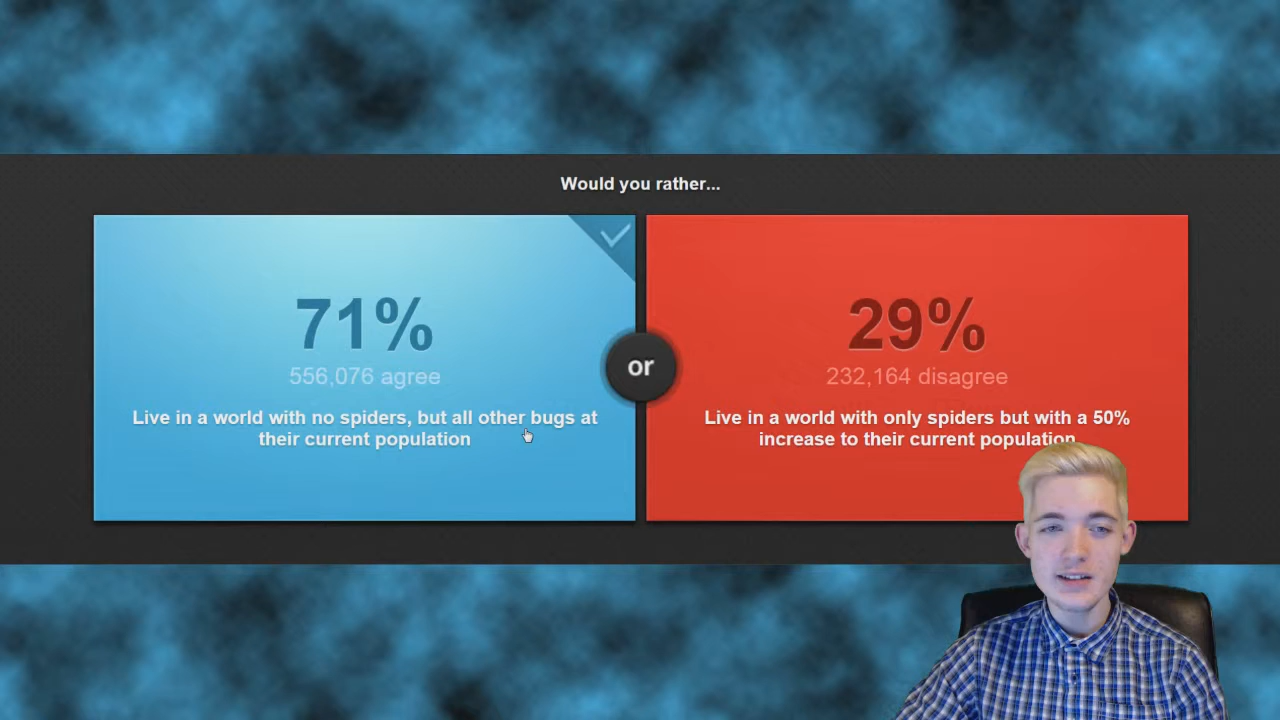 Would you rather...
71%
556,076 agree
Live in a world with no spiders, but all other bugs at
their current population
or
29%
232,164 disagree
Live in a world with only spiders but with a 50%
increase to their current population